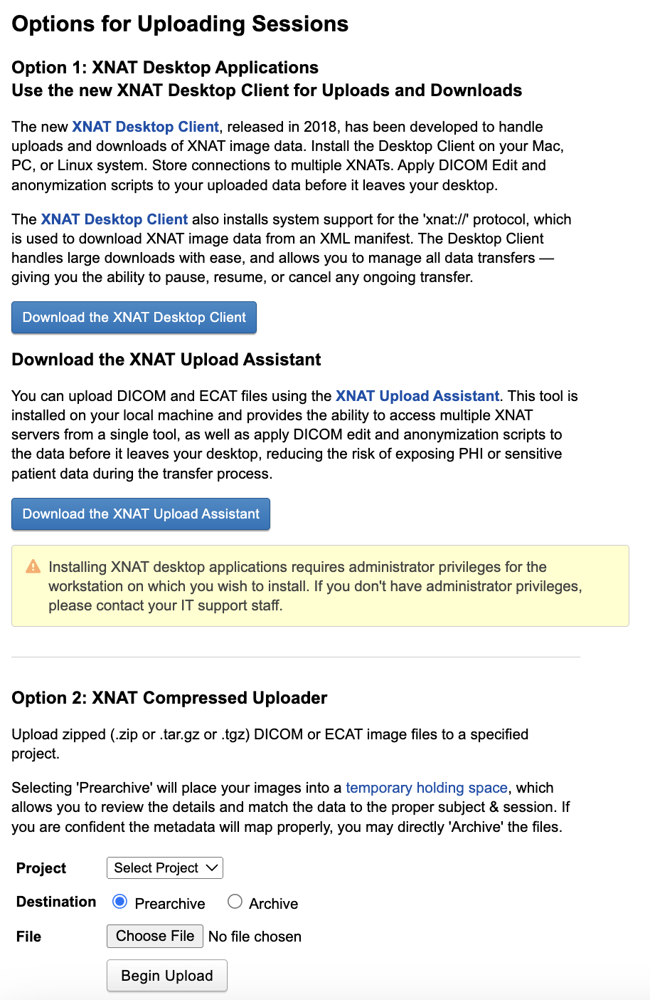 Options for Uploading Sessions
Option 1: XNAT Desktop Applications
Use the new XNAT Desktop Client for Uploads and Downloads
The new XNAT Desktop Client, released in 2018, has been developed to handle
uploads and downloads of XNAT image data. Install the Desktop Client on your Mac,
PC, or Linux system. Store connections to multiple XNATs. Apply DICOM Edit and
anonymization scripts to your uploaded data before it leaves your desktop.
The XNAT Desktop Client also installs system support for the 'xnat://' protocol, which
is used to download XNAT image data from an XML manifest. The Desktop Client
handles large downloads with ease, and allows you to manage all data transfers —
giving you the ability to pause, resume, or cancel any ongoing transfer.
Download the XNAT Desktop Client
Download the XNAT Upload Assistant
You can upload DICOM and ECAT files using the XNAT Upload Assistant. This tool is
installed on your local machine and provides the ability to access multiple XNAT
servers from a single tool, as well as apply DICOM edit and anonymization scripts to
the data before it leaves your desktop, reducing the risk of exposing PHI or sensitive
patient data during the transfer process.
Download the XNAT Upload Assistant
Installing XNAT desktop applications requires administrator privileges for the
workstation on which you wish to install. If you don't have administrator privileges,
please contact your IT support staff.
Option 2: XNAT Compressed Uploader
Upload zipped (.zip or .tar.gz or .tgz) DICOM or ECAT image files to a specified
project.
Selecting 'Prearchive' will place your images into a temporary holding space, which
allows you to review the details and match the data to the proper subject & session. If
you are confident the metadata will map properly, you may directly 'Archive' the files.
Project Select Project
Destination Prearchive Archive
File Choose File No file chosen
Begin Upload